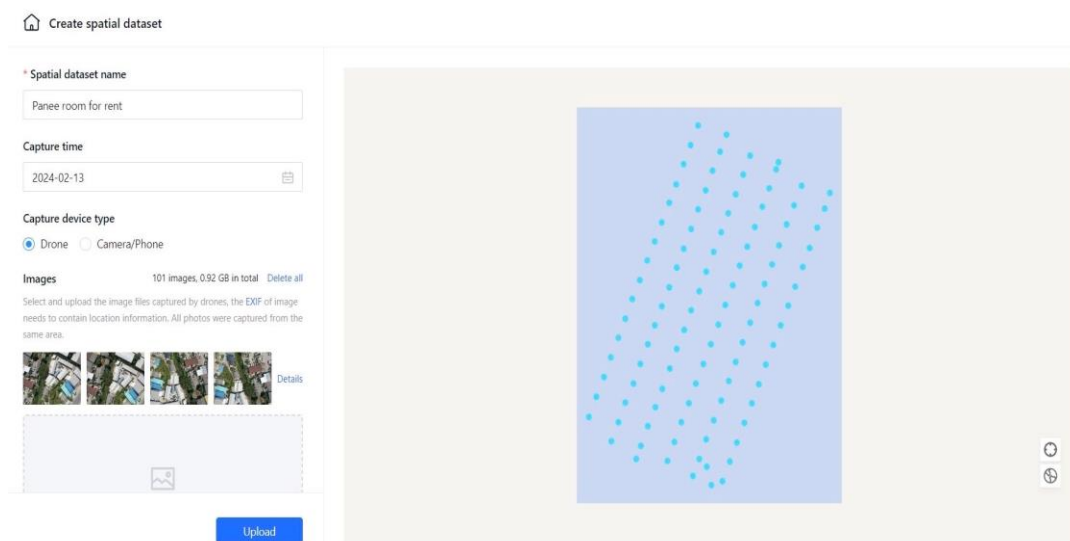 Create spatial dataset
* Spatial dataset name
Panee room for rent
Capture time
2024-02-13
Capture device type
Drone
Camera/Phone
Images
101 images, 0.92 GB in total
Delete all
Select and upload the image files captured by drones, the EXIF of image
needs to contain location information. All photos were captured from the
same area.
Details
Upload